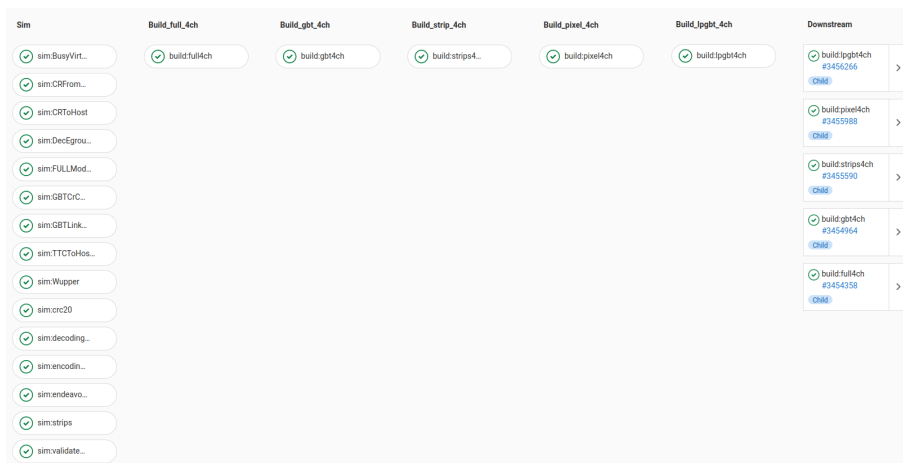 Sim
sim:BusyVirt...
sim:CRFrom...
sim:CRToHost
sim:DecEgrou...
sim:FULLMod...
sim:GBTCrC...
sim:GBTLink...
sim:TTCToHos...
sim:Wupper
sim:crc20
sim:decoding...
sim:encodin...
sim:endeavo...
sim:strips
sim:validate...
Build_full_4ch
build:full4ch
Build_gbt_4ch
build:gbt4ch
Build_strip_4ch
build:strips4...
Build_pixel_4ch
build:pixel4ch
Build_lpgbt_4ch
build:lpgbt4ch
Downstream
build:lpgbt4ch
#3456266
Child
build:pixel4ch
#3455988
Child
build:strips4ch
#3455590
Child
build:gbt4ch
#3454964
Child
build:full4ch
#3454358
Child